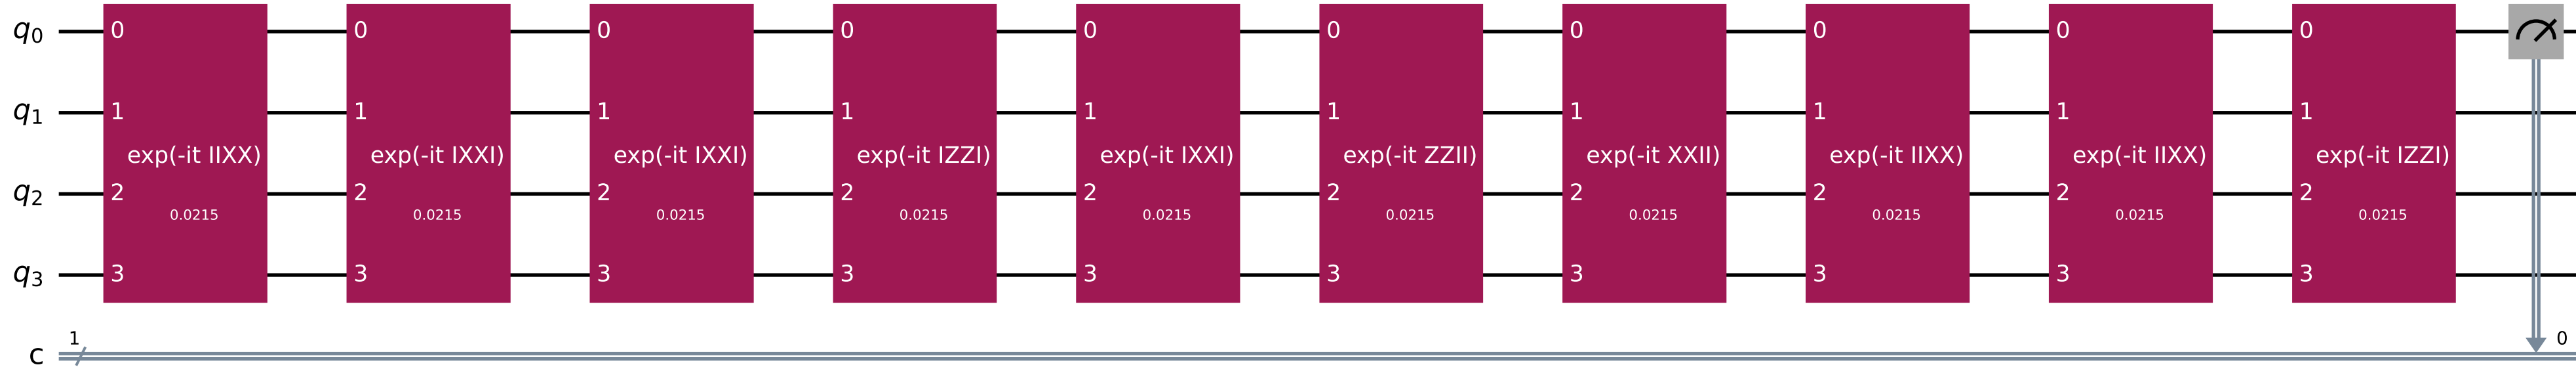 q0 0 0 0 0 0 0 0 0 0 0
q1 1 1 1 1 1 1 1 1 1 1
exp(-it IIXX) exp(-it IXXI) exp(-it IXXI) exp(-it IZZI) exp(-it IXXI) exp(-it ZZII) exp(-it XXII) exp(-it IIXX) exp(-it IIXX) exp(-it IZZI)
q2 2 2 2 2 2 2 2 2 2 2
0.0215 0.0215 0.0215 0.0215 0.0215 0.0215 0.0215 0.0215 0.0215 0.0215
q3 3 3 3 3 3 3 3 3 3 3
1 0
c